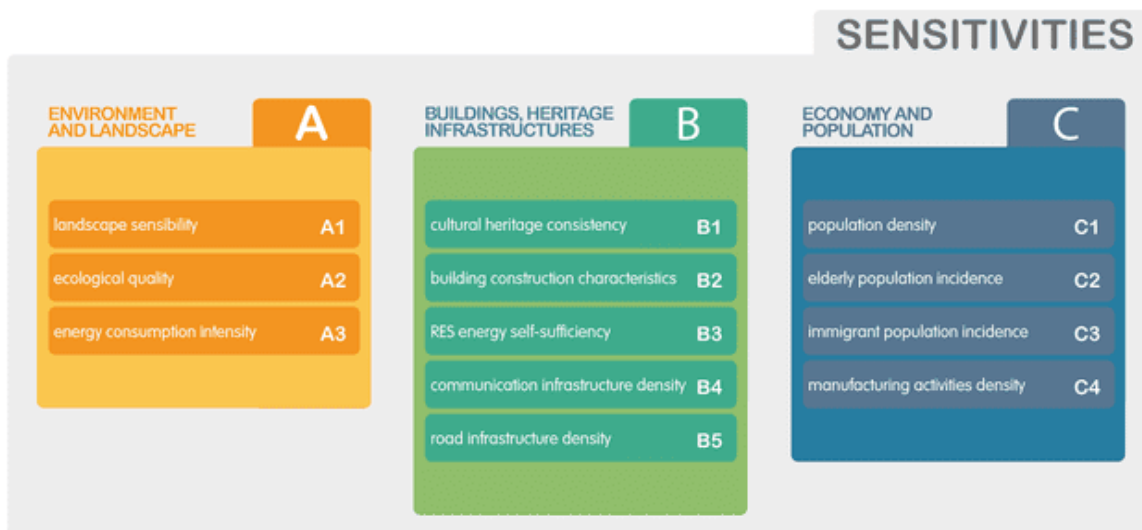 SENSITIVITIES
ENVIRONMENT
AND LANDSCAPE
A
landscape sensibility A1
ecological quality A2
energy consumption intensity A3
BUILDINGS, HERITAGE
INFRASTRUCTURES
B
cultural heritage consistency B1
building construction characteristics B2
RES energy self-sufficiency B3
communication infrastructure density B4
road infrastructure density B5
ECONOMY AND
POPULATION
C
population density C1
elderly population incidence C2
immigrant population incidence C3
manufacturing activities density C4